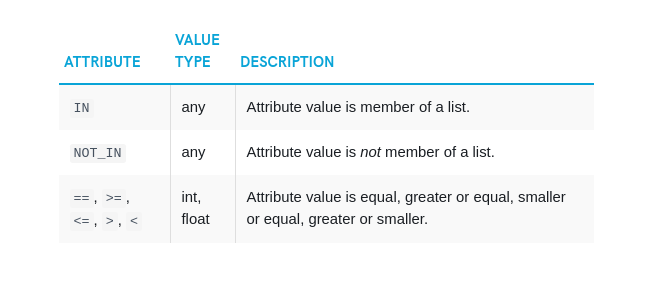 ATTRIBUTE VALUE TYPE DESCRIPTION
IN any Attribute value is member of a list.
NOT_IN any Attribute value is not member of a list.
==, >=, int, Attribute value is equal, greater or equal, smaller
<=, >, < float or equal, greater or smaller.